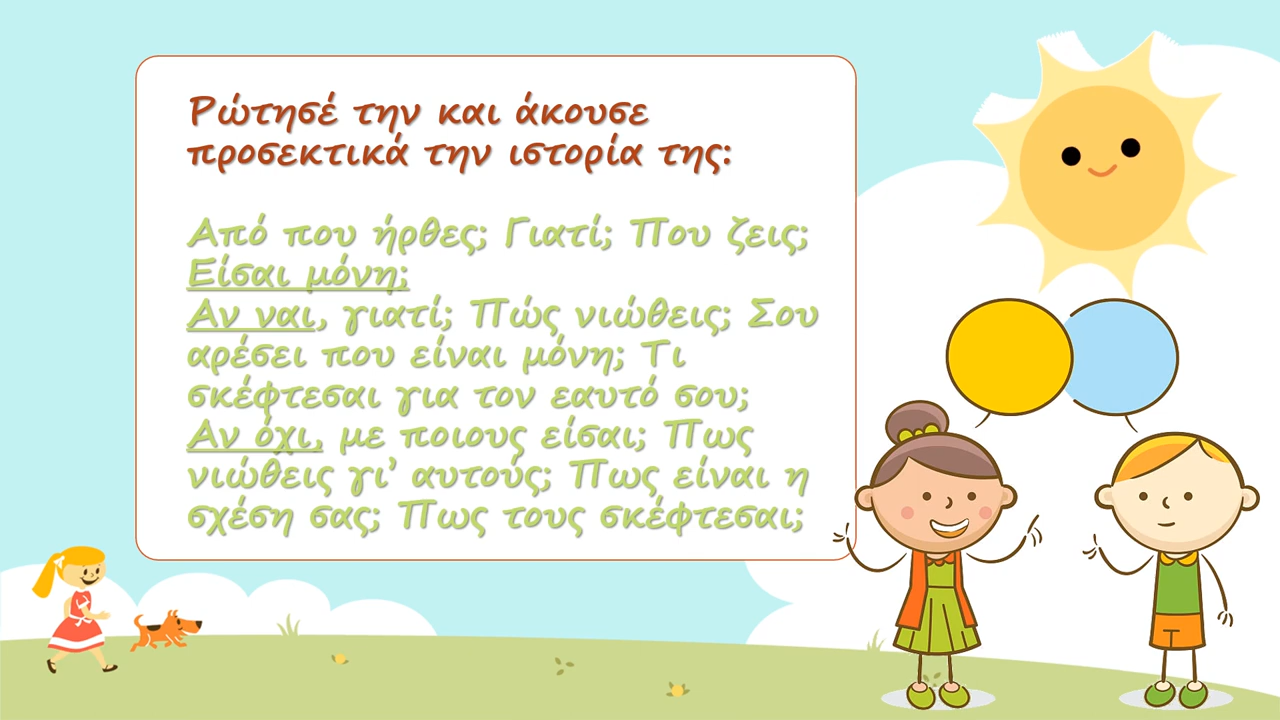 Ρώτησέ την και άκουσε
προσεκτικά την ιστορία της:
Από που ήρθες; Γιατί; Που ζεις;
Είσαι μόνη;
Αν ναι, γιατί; Πώς νιώθεις; Σου
αρέσει που είναι μόνη; Τι
σκέφτεσαι για τον εαυτό σου;
Αν όχι, με ποιους είσαι; Πως
νιώθεις γι’ αυτούς; Πως είναι η
σχέση σας; Πως τους σκέφτεσαι;